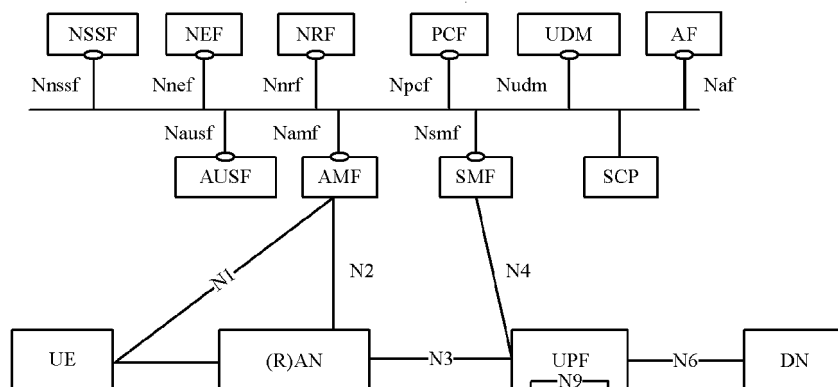 NSSF NEF NRF PCF UDM AF
Nnssf Nnef Nnrf Npcf Nudm Naf
Nausf Namf Nsmf
AUSF AMF SMF SCP
N1 N2 N4
UE (R)AN N3 UPF N6 DN
N9